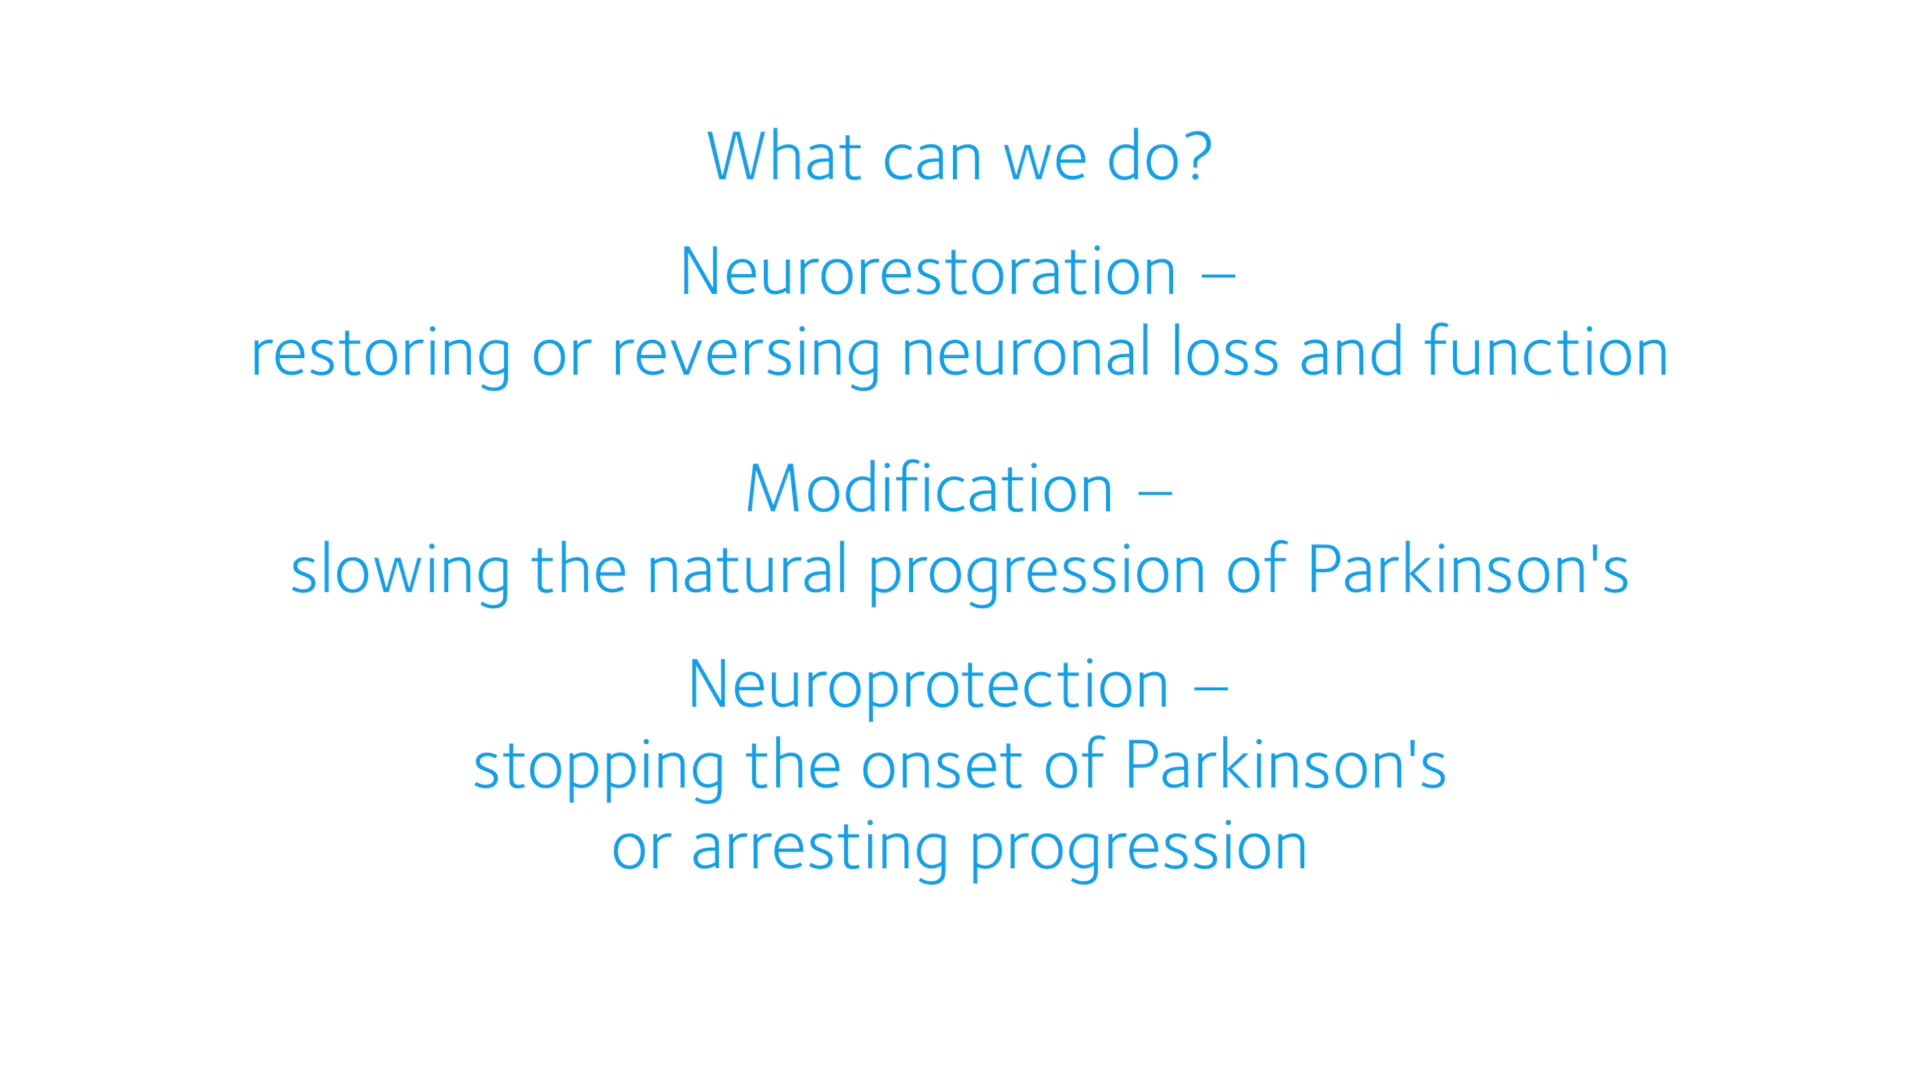 What can we do?
Neurorestoration –
restoring or reversing neuronal loss and function
Modification –
slowing the natural progression of Parkinson's
Neuroprotection –
stopping the onset of Parkinson's
or arresting progression